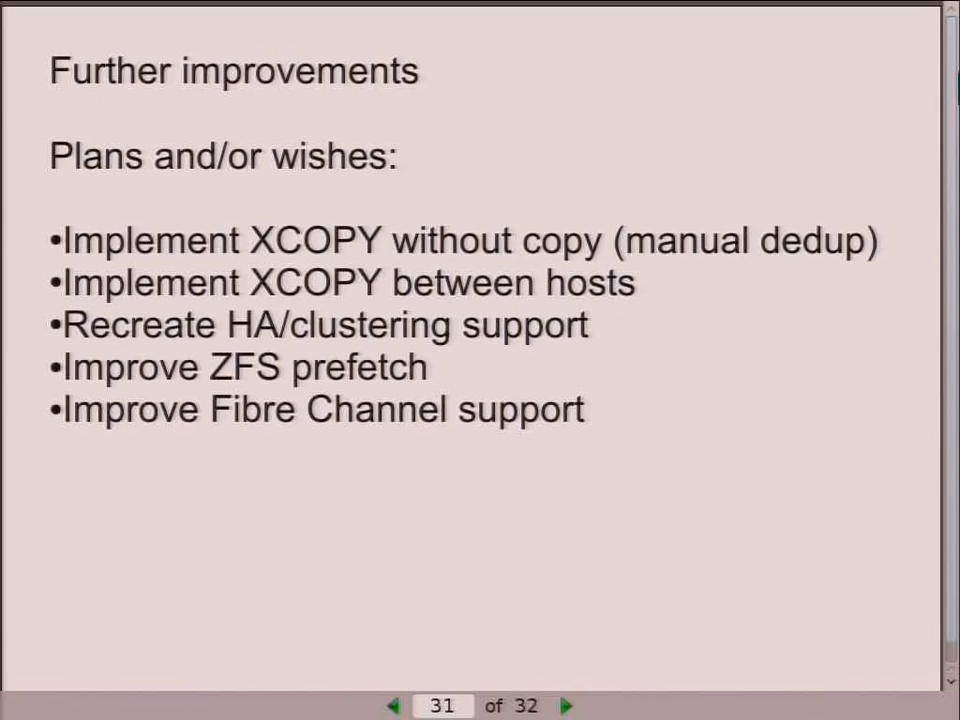 Further improvements
Plans and/or wishes:
•Implement XCOPY without copy (manual dedup)
•Implement XCOPY between hosts
•Recreate HA/clustering support
•Improve ZFS prefetch
•Improve Fibre Channel support
31 of 32